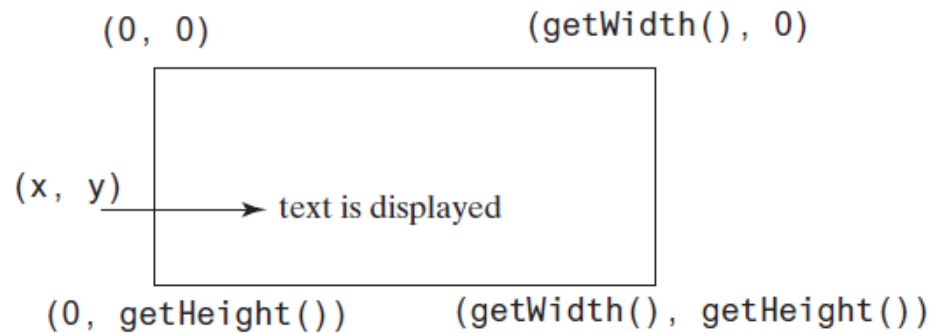 (0, 0) (getWidth(), 0)
(x, y)
text is displayed
(0, getHeight()) (getWidth(), getHeight())